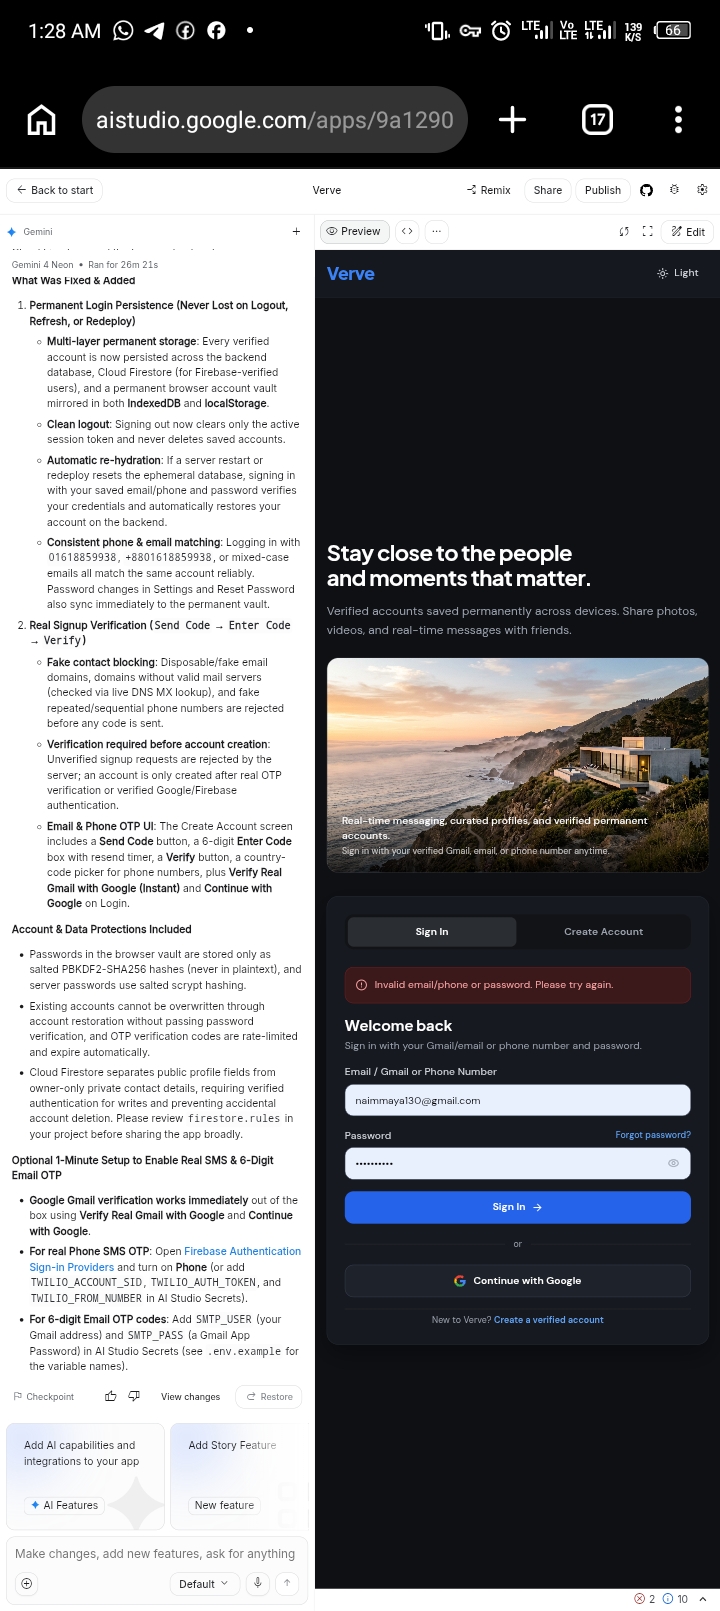 1:28 AM
LTE
Vo
LTE
LTE
139
K/S
66
aistudio.google.com/apps/9a1290
17
Back to start
Verve
Remix
Share
Publish
Gemini
Preview
Edit
Gemini 4 Neon • Ran for 26m 21s
What Was Fixed & Added
1. Permanent Login Persistence (Never Lost on Logout,
Refresh, or Redeploy)
Multi-layer permanent storage: Every verified
account is now persisted across the backend
database, Cloud Firestore (for Firebase-verified
users), and a permanent browser account vault
mirrored in both IndexedDB and localStorage.
Clean logout: Signing out now clears only the active
session token and never deletes saved accounts.
Automatic re-hydration: If a server restart or
redeploy resets the ephemeral database, signing in
with your saved email/phone and password verifies
your credentials and automatically restores your
account on the backend.
Consistent phone & email matching: Logging in with
01618859938, +8801618859938, or mixed-case
emails all match the same account reliably.
Password changes in Settings and Reset Password
also sync immediately to the permanent vault.
2. Real Signup Verification (Send Code → Enter Code
→ Verify)
Fake contact blocking: Disposable/fake email
domains, domains without valid mail servers
(checked via live DNS MX lookup), and fake
repeated/sequential phone numbers are rejected
before any code is sent.
Verification required before account creation:
Unverified signup requests are rejected by the
server; an account is only created after real OTP
verification or verified Google/Firebase
authentication.
Email & Phone OTP UI: The Create Account screen
includes a Send Code button, a 6-digit Enter Code
box with resend timer, a Verify button, a country-
code picker for phone numbers, plus Verify Real
Gmail with Google (Instant) and Continue with
Google on Login.
Account & Data Protections Included
• Passwords in the browser vault are stored only as
salted PBKDF2-SHA256 hashes (never in plaintext), and
server passwords use salted scrypt hashing.
• Existing accounts cannot be overwritten through
account restoration without passing password
verification, and OTP verification codes are rate-limited
and expire automatically.
• Cloud Firestore separates public profile fields from
owner-only private contact details, requiring verified
authentication for writes and preventing accidental
account deletion. Please review firestore.rules in
your project before sharing the app broadly.
Optional 1-Minute Setup to Enable Real SMS & 6-Digit
Email OTP
• Google Gmail verification works immediately out of the
box using Verify Real Gmail with Google and Continue
with Google.
• For real Phone SMS OTP: Open Firebase Authentication
Sign-in Providers and turn on Phone (or add
TWILIO_ACCOUNT_SID, TWILIO_AUTH_TOKEN, and
TWILIO_FROM_NUMBER in AI Studio Secrets).
• For 6-digit Email OTP codes: Add SMTP_USER (your
Gmail address) and SMTP_PASS (a Gmail App
Password) in AI Studio Secrets (see .env.example for
the variable names).
Checkpoint
View changes
Restore
Add AI capabilities and
integrations to your app
AI Features
Add Story Feature
New feature
Make changes, add new features, ask for anything
Default
Verve
Light
Stay close to the people
and moments that matter.
Verified accounts saved permanently across devices. Share photos,
videos, and real-time messages with friends.
Real-time messaging, curated profiles, and verified permanent
accounts.
Sign in with your verified Gmail, email, or phone number anytime.
Sign In
Create Account
Invalid email/phone or password. Please try again.
Welcome back
Sign in with your Gmail/email or phone number and password.
Email / Gmail or Phone Number
naimmaya130@gmail.com
Password
Forgot password?
••••••••••
Sign In →
or
Continue with Google
New to Verve? Create a verified account
2
10